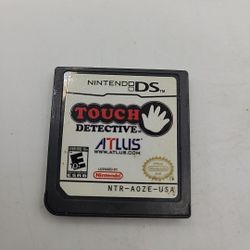 NINTENDO DS
TOUCH
DETECTIVE
ATLUS
WWW.ATLUS.COM
E
LICENSED BY
Nintendo
NTR-AOZE-USA